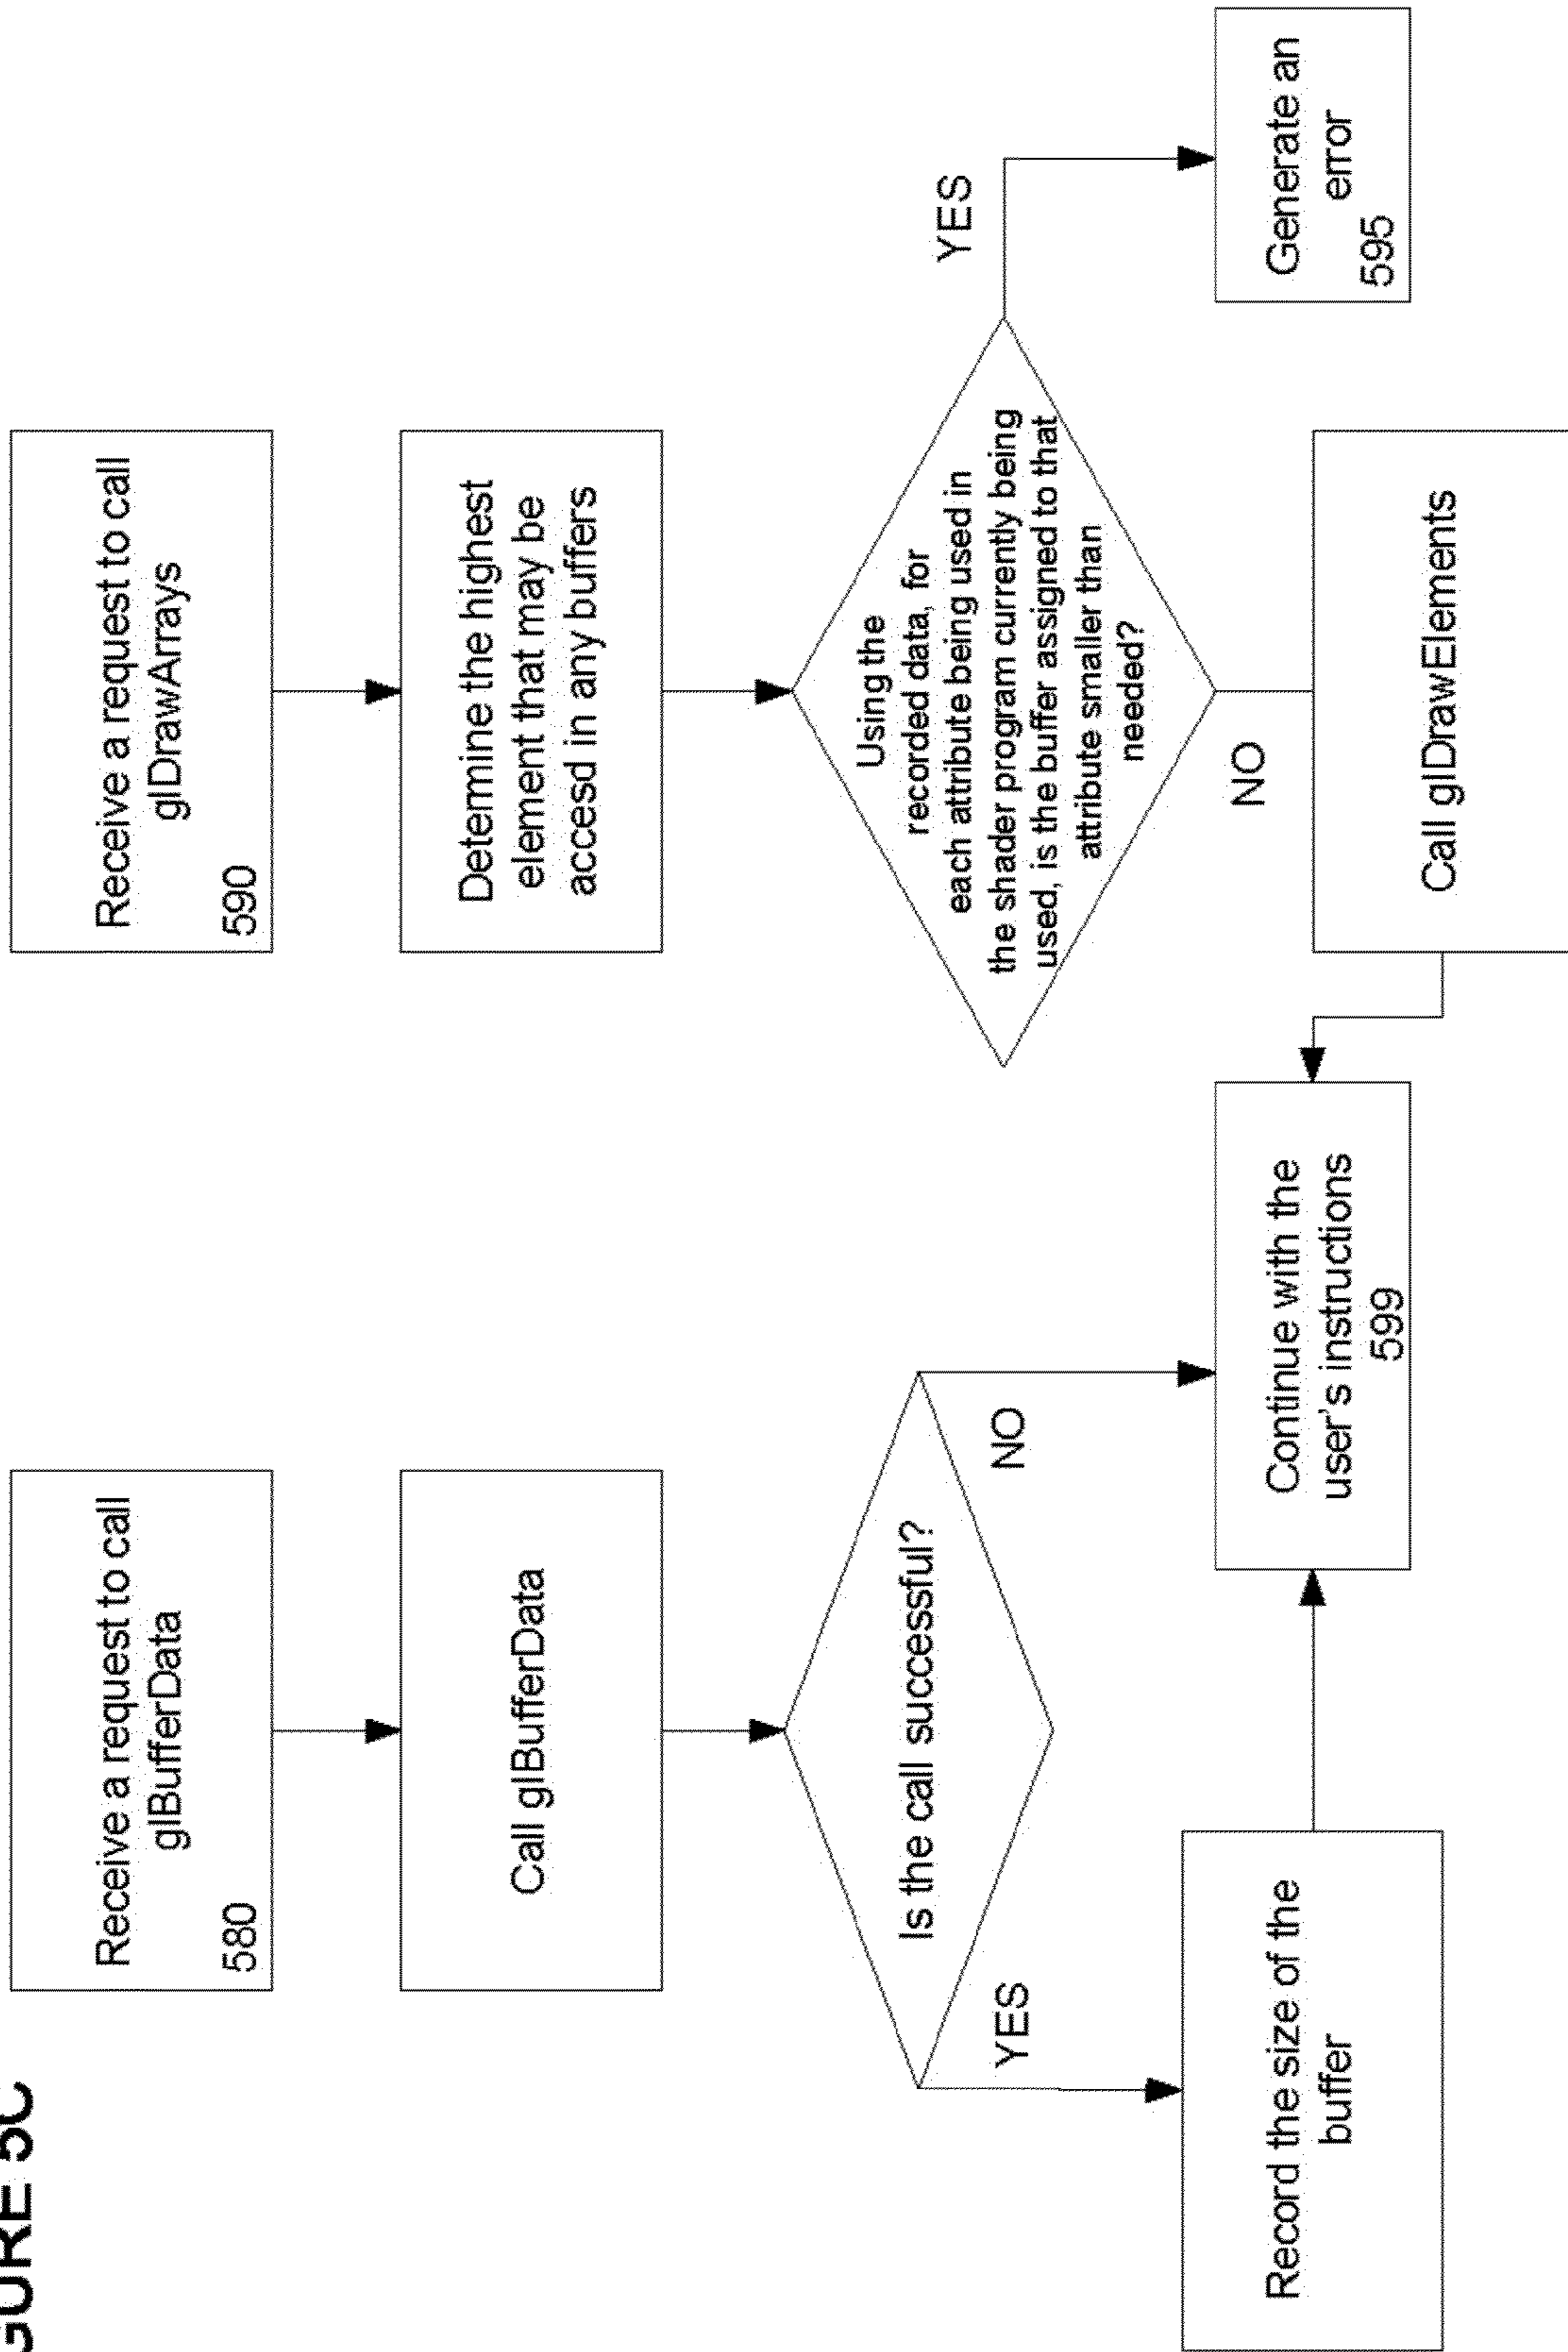 GURE 5C
Receive a request to call
glBufferData
580
Call glBufferData
Is the call successful?
YES
NO
Record the size of the
buffer
Continue with the
user's instructions
599
Receive a request to call
glDrawArrays
590
Determine the highest
element that may be
accesd in any buffers
Using the
recorded data, for
each attribute being used in
the shader program currently being
used, is the buffer assigned to that
attribute smaller than
needed?
YES
NO
Generate an
error
595
Call glDrawElements